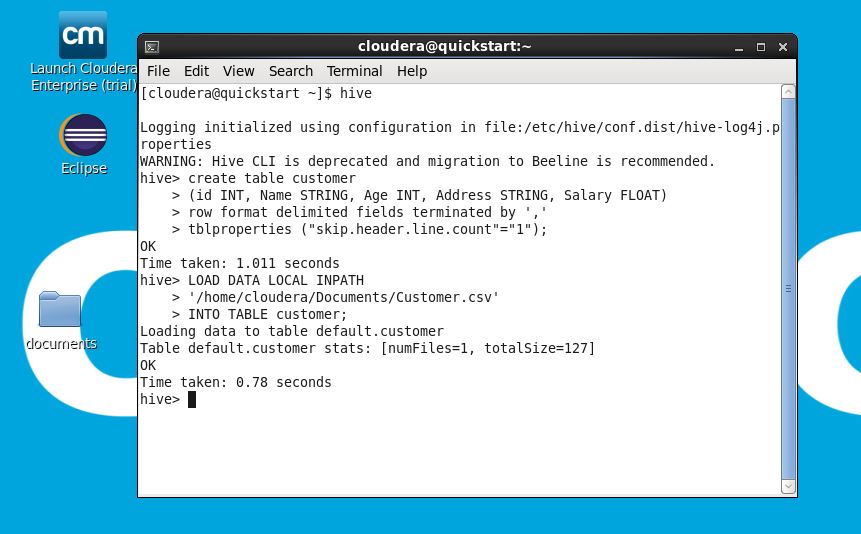 cm
Launch Cloudera
Enterprise (trial)
Eclipse
documents
cloudera@quickstart:~
File Edit View Search Terminal Help
[cloudera@quickstart ~]$ hive
Logging initialized using configuration in file:/etc/hive/conf.dist/hive-log4j.p
roperties
WARNING: Hive CLI is deprecated and migration to Beeline is recommended.
hive> create table customer
    > (id INT, Name STRING, Age INT, Address STRING, Salary FLOAT)
    > row format delimited fields terminated by ','
    > tblproperties ("skip.header.line.count"="1");
OK
Time taken: 1.011 seconds
hive> LOAD DATA LOCAL INPATH
    > '/home/cloudera/Documents/Customer.csv'
    > INTO TABLE customer;
Loading data to table default.customer
Table default.customer stats: [numFiles=1, totalSize=127]
OK
Time taken: 0.78 seconds
hive>